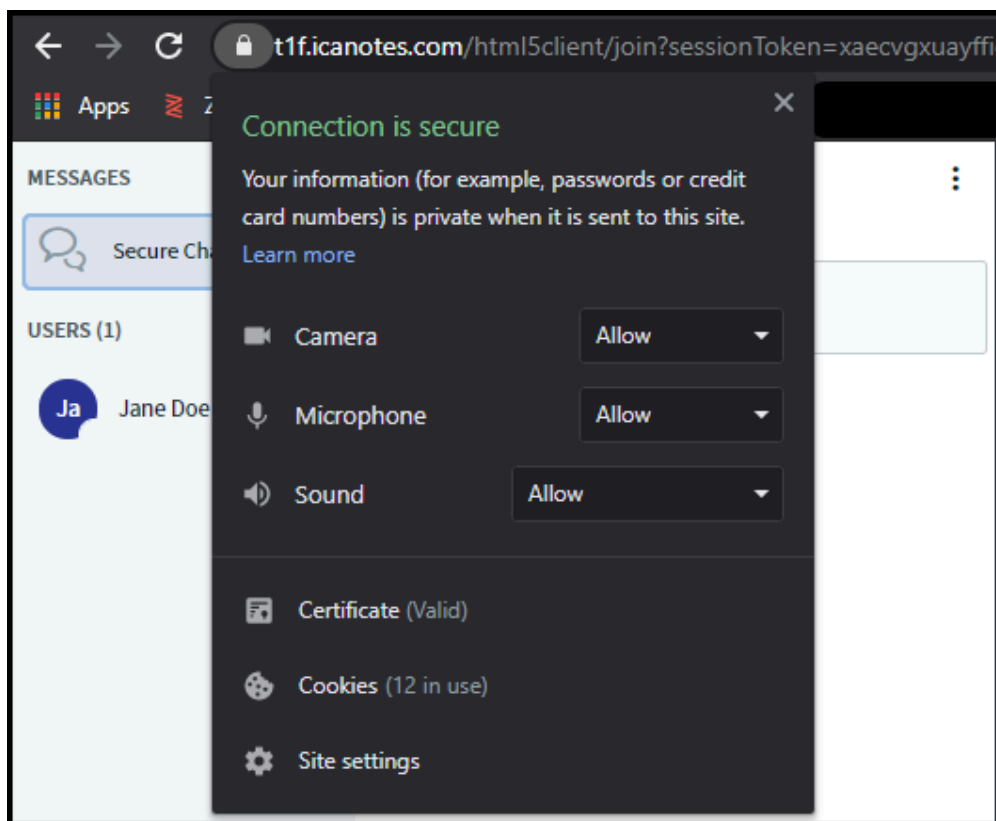 t1f.icanotes.com/html5client/join?sessionToken=xaecvgxuayffi
Apps
Connection is secure
Your information (for example, passwords or credit
card numbers) is private when it is sent to this site.
Learn more
Camera Allow
Microphone Allow
Sound Allow
Certificate (Valid)
Cookies (12 in use)
Site settings
MESSAGES
Secure Cha
USERS (1)
Ja Jane Doe